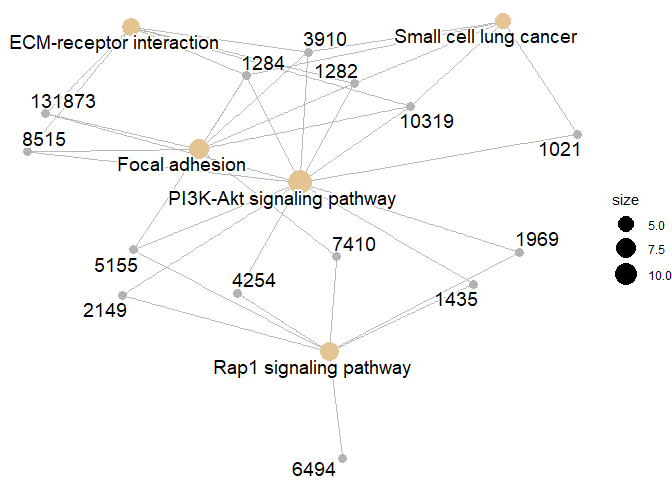 3910
Small cell lung cancer
ECM-receptor interaction
1284
1282
131873
10319
8515
1021
Focal adhesion
PI3K-Akt signaling pathway
size
5.0
7.5
10.0
1969
7410
5155
4254
1435
2149
Rap1 signaling pathway
6494